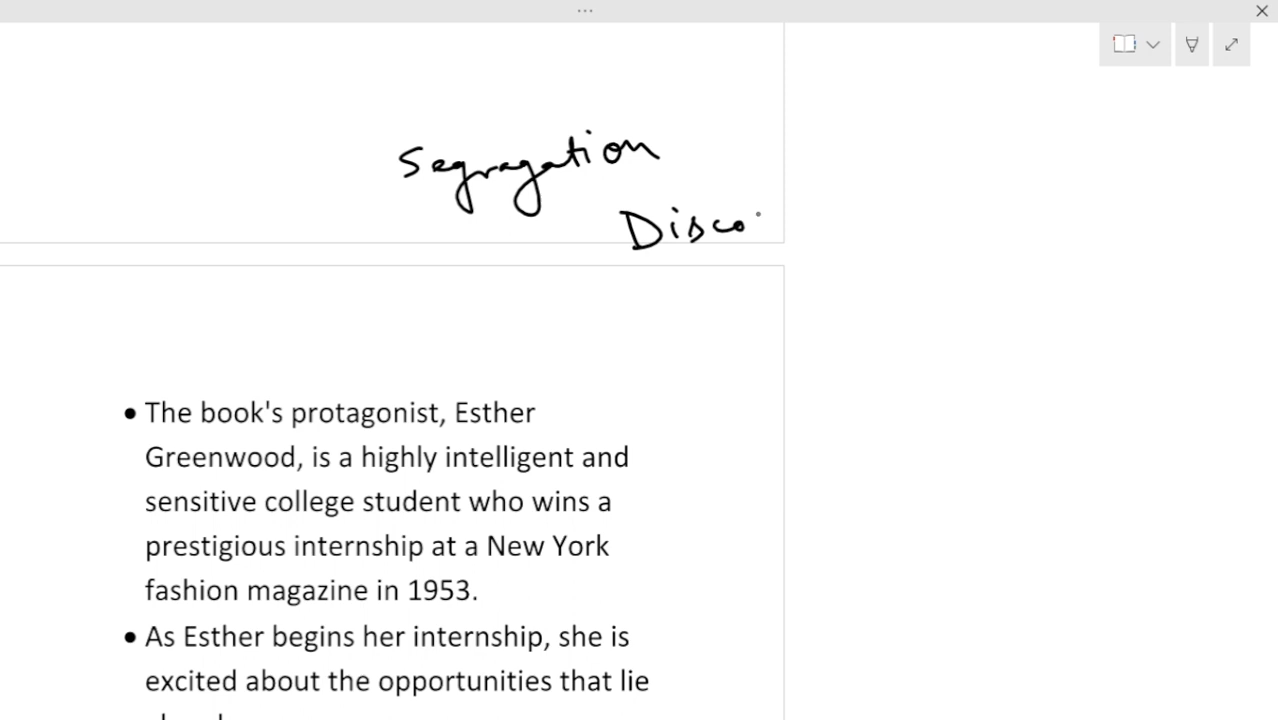 Segragation
Disco
• The book's protagonist, Esther
Greenwood, is a highly intelligent and
sensitive college student who wins a
prestigious internship at a New York
fashion magazine in 1953.
• As Esther begins her internship, she is
excited about the opportunities that lie